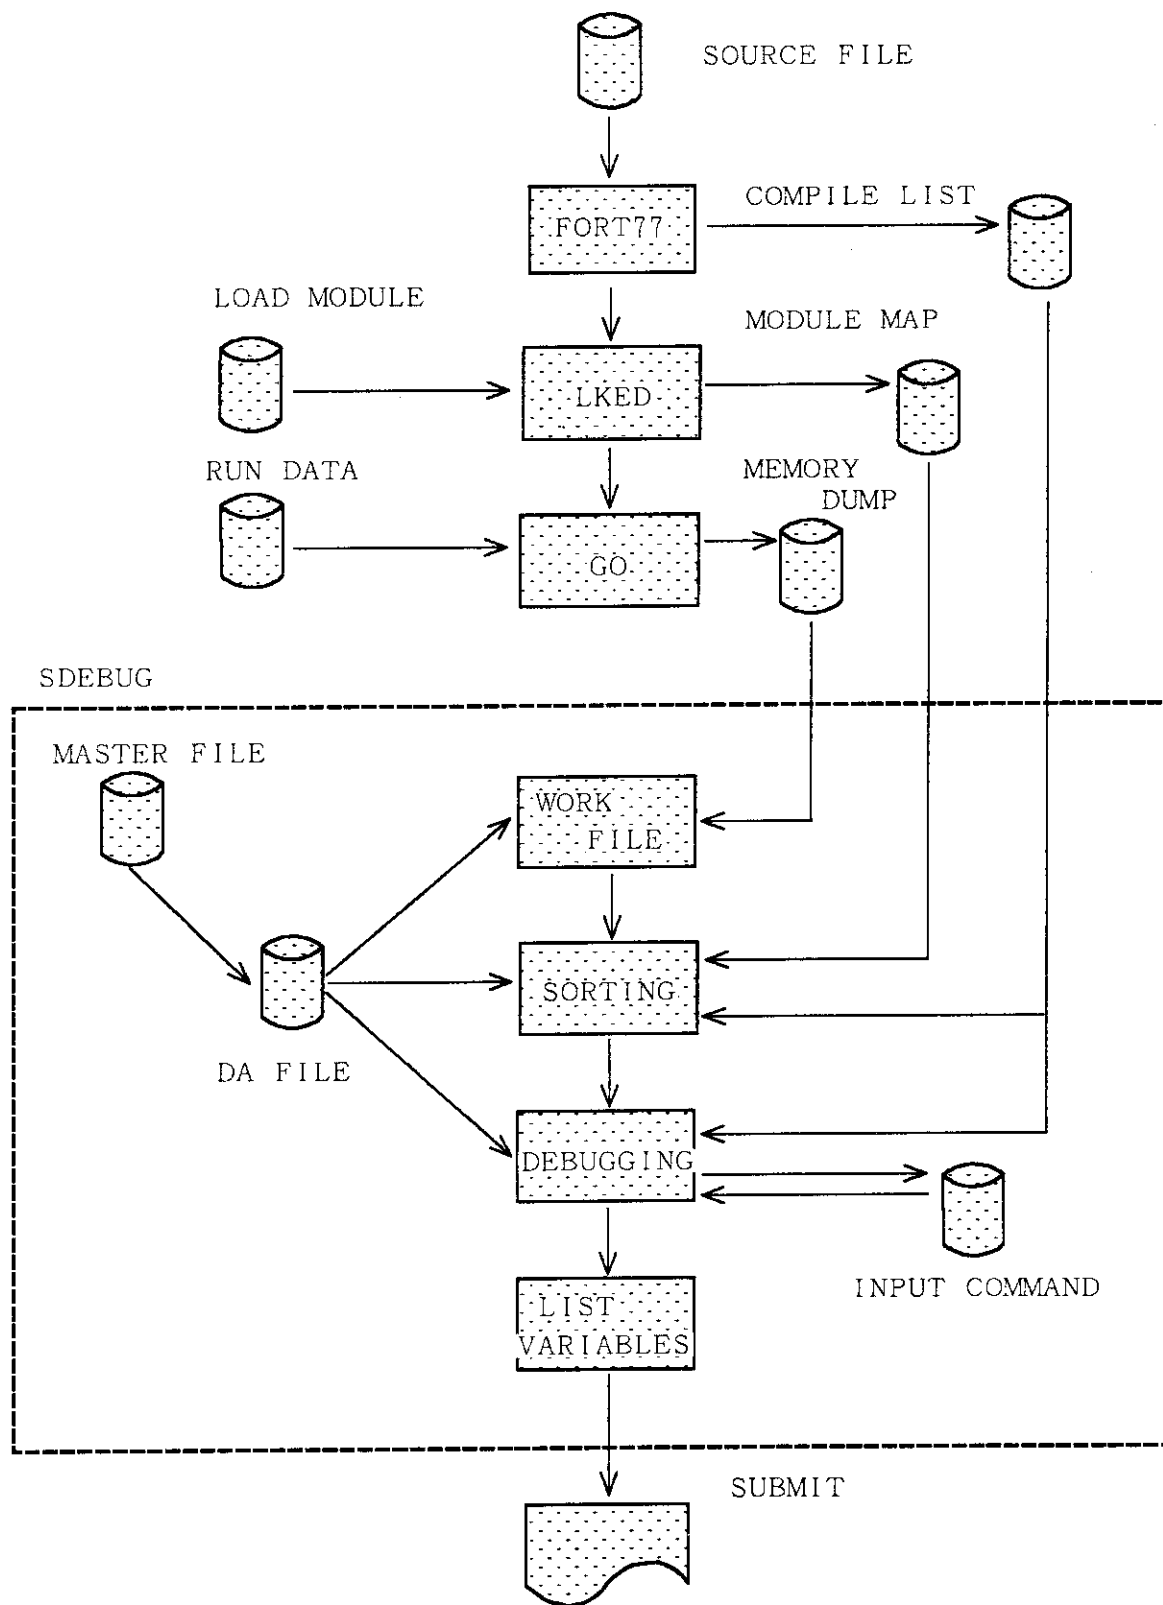 SOURCE FILE
FORT77
COMPILE LIST
LOAD MODULE
MODULE MAP
LKED
RUN DATA
MEMORY
DUMP
GO
SDEBUG
MASTER FILE
WORK
FILE
SORTING
DA FILE
DEBUGGING
INPUT COMMAND
LIST
VARIABLES
SUBMIT